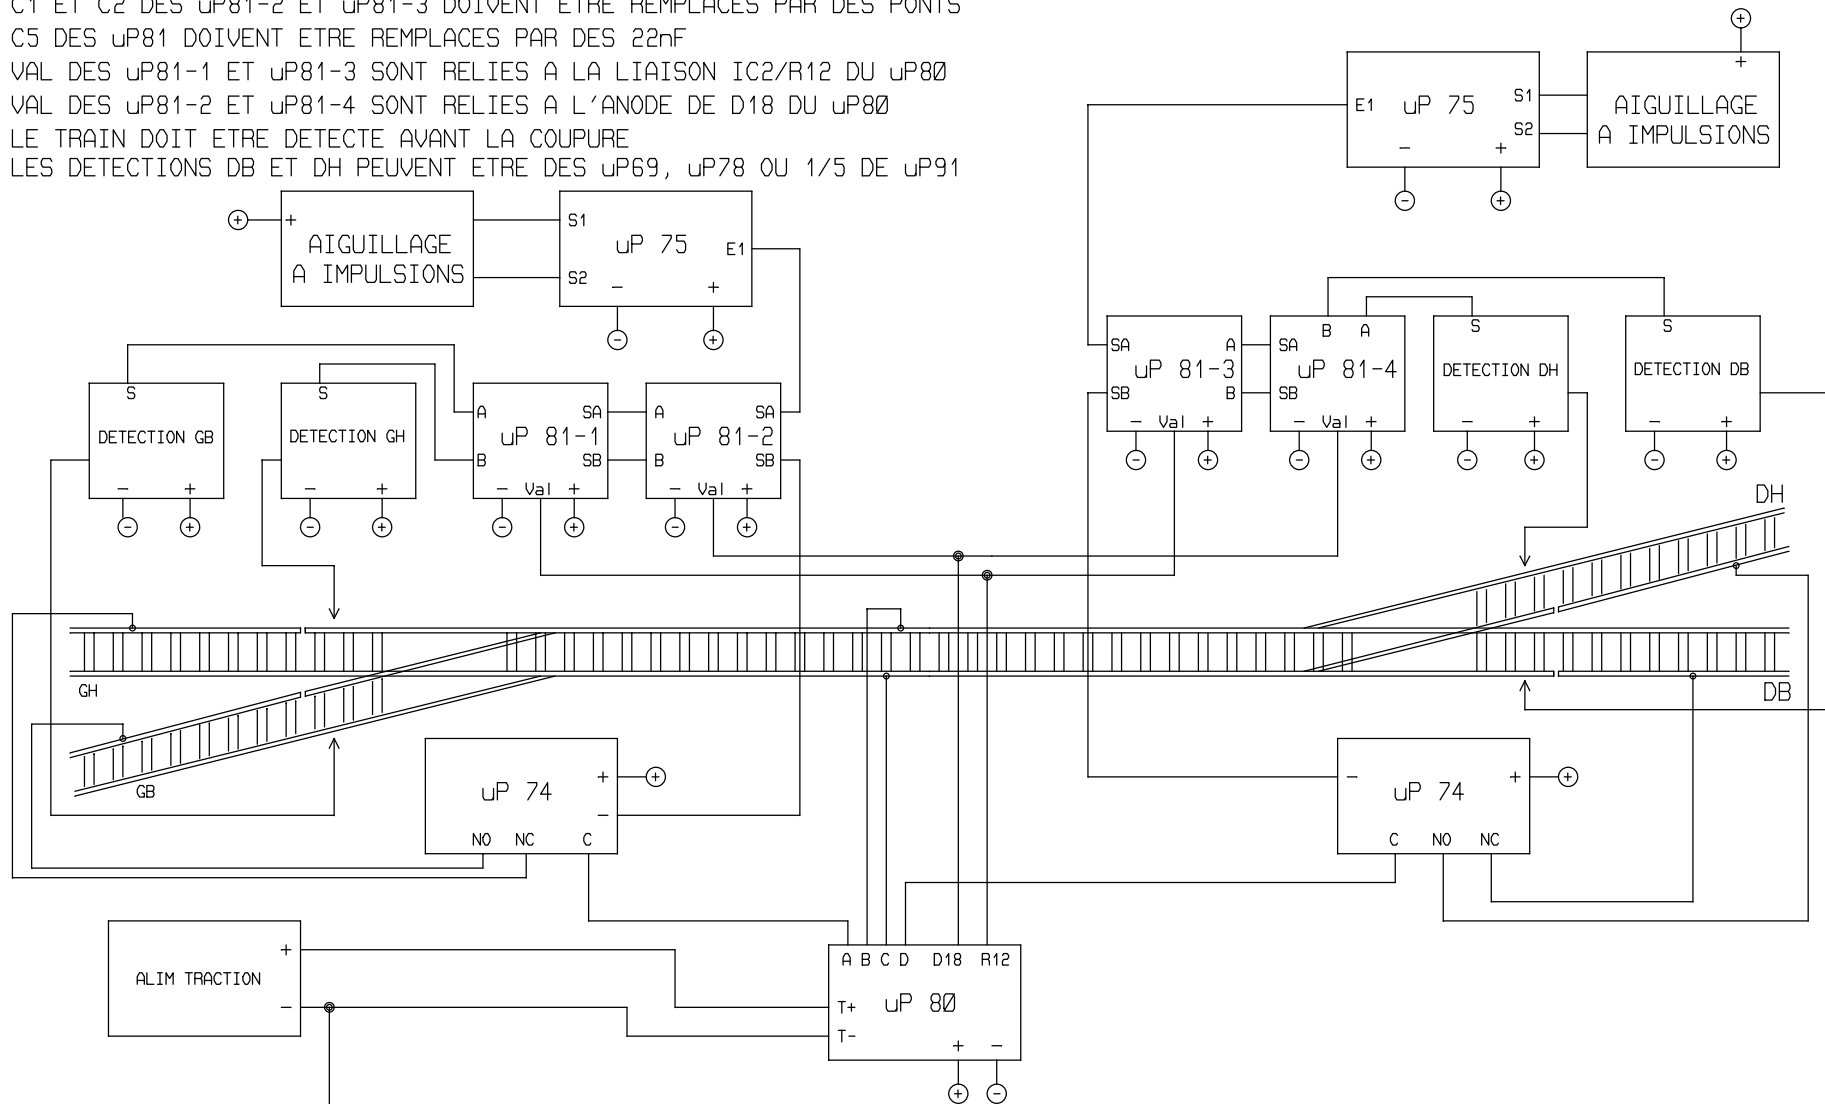 C1 ET C2 DES uP81-2 ET uP81-3 DOIVENT ETRE REMPLACES PAR DES PONTS
C5 DES uP81 DOIVENT ETRE REMPLACES PAR DES 22nF
VAL DES uP81-1 ET uP81-3 SONT RELIES A LA LIAISON IC2/R12 DU uP80
VAL DES uP81-2 ET uP81-4 SONT RELIES A L'ANODE DE D18 DU uP80
LE TRAIN DOIT ETRE DETECTE AVANT LA COUPURE
LES DETECTIONS DB ET DH PEUVENT ETRE DES uP69, uP78 OU 1/5 DE uP91
+
+
E1 uP 75 S1
S2
- +
- +
AIGUILLAGE
A IMPULSIONS
+ +
AIGUILLAGE
A IMPULSIONS
S1 uP 75 E1
S2
- +
- +
S
DETECTION GB
- +
- +
S
DETECTION GH
- +
- +
A SA
uP 81-1
B SB
- Val +
- +
A SA
uP 81-2
B SB
- Val +
- +
SA A
uP 81-3
SB B
- Val +
- +
B A
SA
uP 81-4
SB
- Val +
- +
S
DETECTION DH
- +
- +
S
DETECTION DB
- +
- +
DH
GH
DB
GB
uP 74
+ +
-
NO NC C
uP 74
- + +
C NO NC
ALIM TRACTION
+
-
A B C D D18 R12
uP 80
T+
T-
+ -
+ -